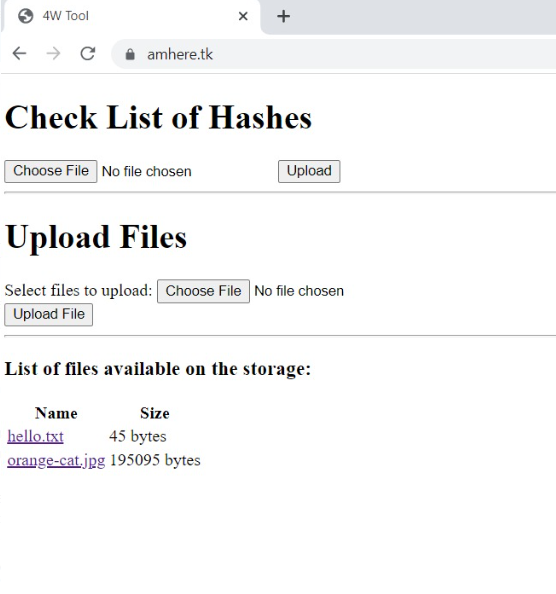 4W Tool
amhere.tk
Check List of Hashes
Choose File No file chosen Upload
Upload Files
Select files to upload: Choose File No file chosen
Upload File
List of files available on the storage:
Name Size
hello.txt 45 bytes
orange-cat.jpg 195095 bytes